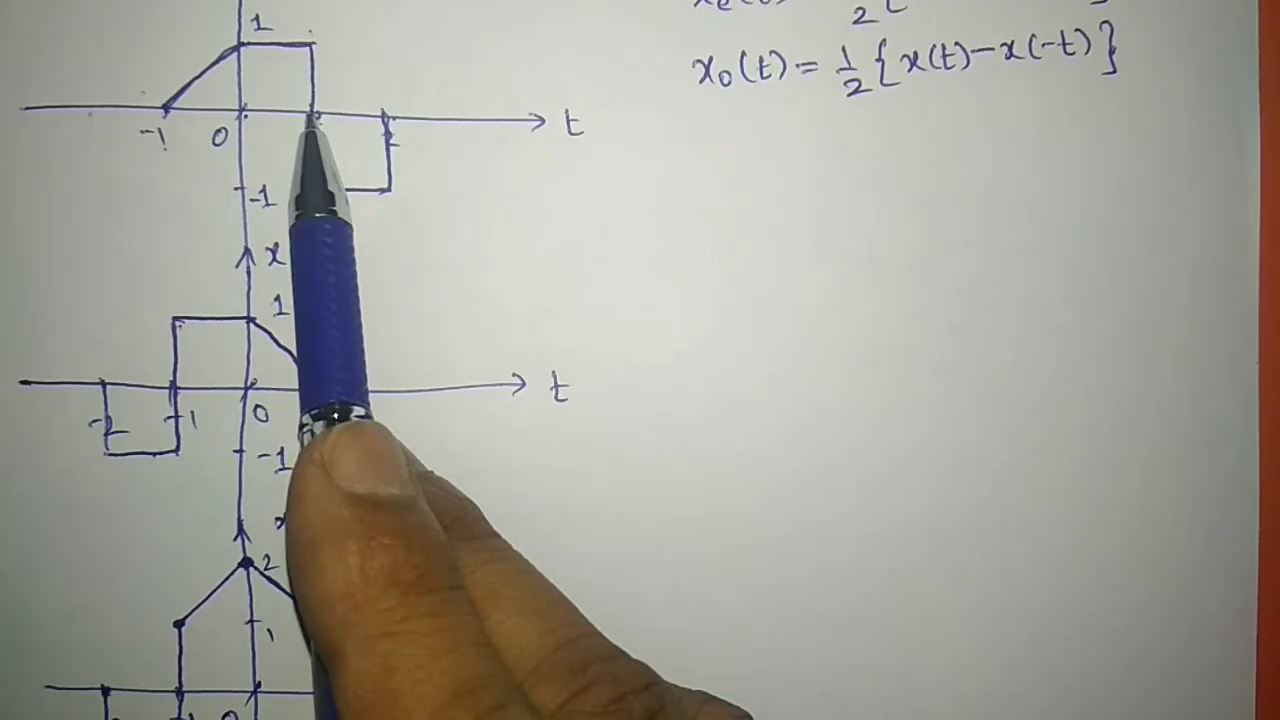 x₀(t) = 1/2 {x(t) - x(-t)}
1
-1 0 t
-1
x
1
t
-2 -1 0
-1
2
1